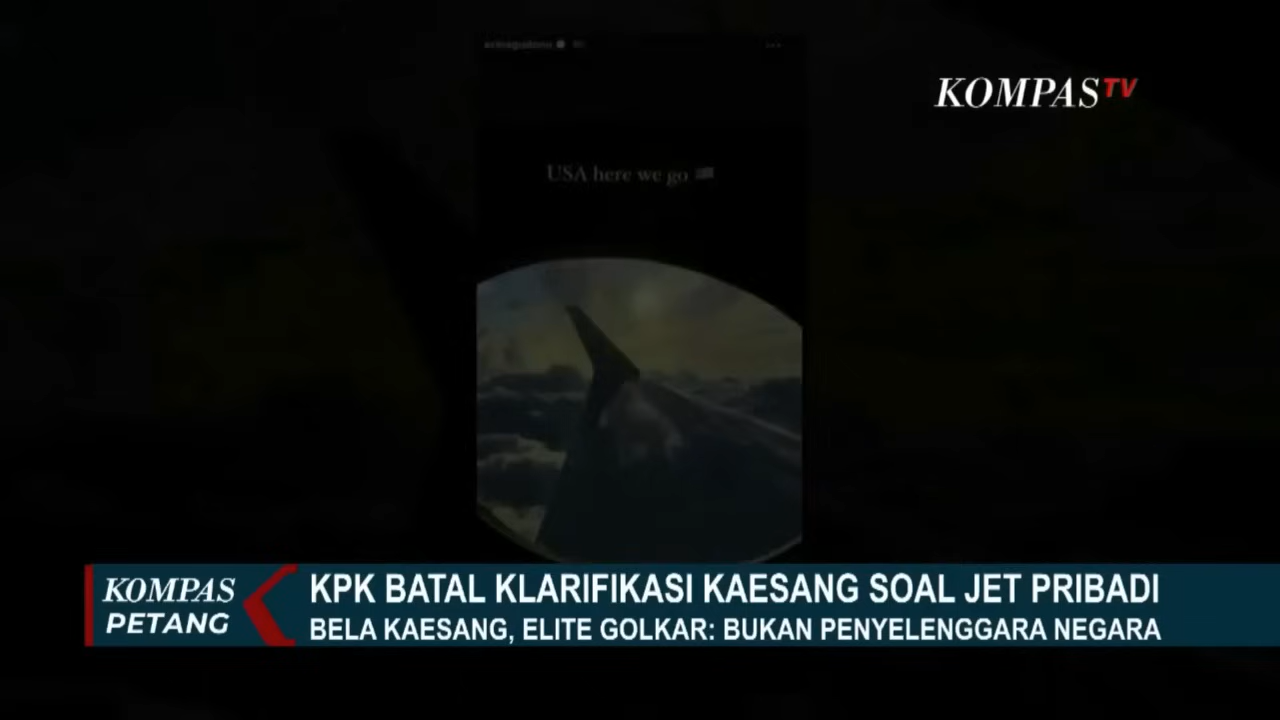 KOMPASTV
USA here we go
KOMPAS
PETANG
KPK BATAL KLARIFIKASI KAESANG SOAL JET PRIBADI
BELA KAESANG, ELITE GOLKAR: BUKAN PENYELENGGARA NEGARA